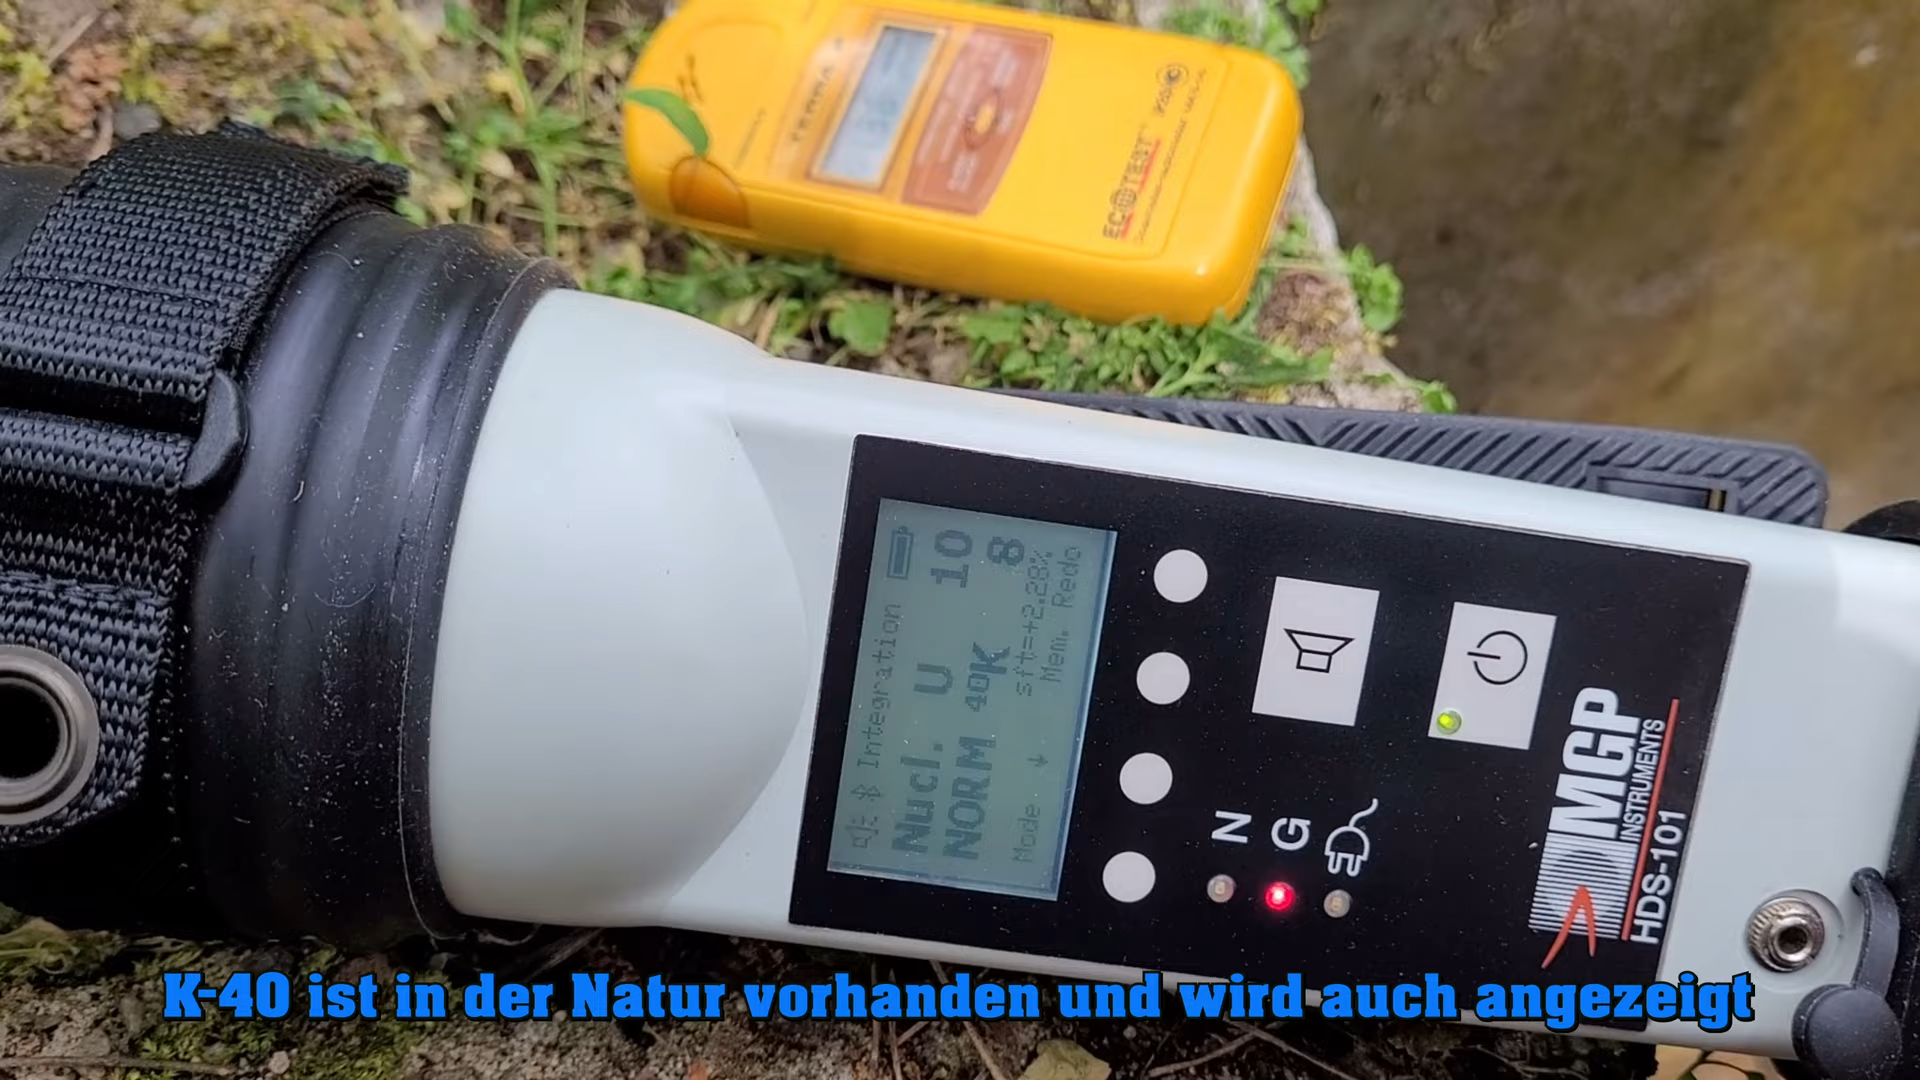 TERRA
ECOTEST
Integration
Nucl. U 10
NORM 40K 8
sft=+2.28%
Mode Mem. Redo
N
G
MGP
INSTRUMENTS
HDS-101
K-40 ist in der Natur vorhanden und wird auch angezeigt